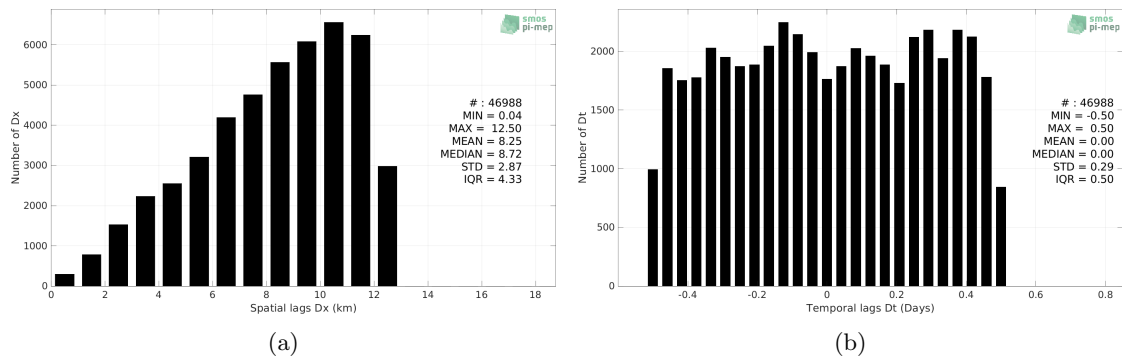 smos
pi-mep
Number of Dx
6000
5000
4000
3000
2000
1000
0
# : 46988
MIN = 0.04
MAX = 12.50
MEAN = 8.25
MEDIAN = 8.72
STD = 2.87
IQR = 4.33
0 2 4 6 8 10 12 14 16 18
Spatial lags Dx (km)
(a)
smos
pi-mep
Number of Dt
2000
1500
1000
500
0
# : 46988
MIN = -0.50
MAX = 0.50
MEAN = 0.00
MEDIAN = 0.00
STD = 0.29
IQR = 0.50
-0.4 -0.2 0 0.2 0.4 0.6 0.8
Temporal lags Dt (Days)
(b)